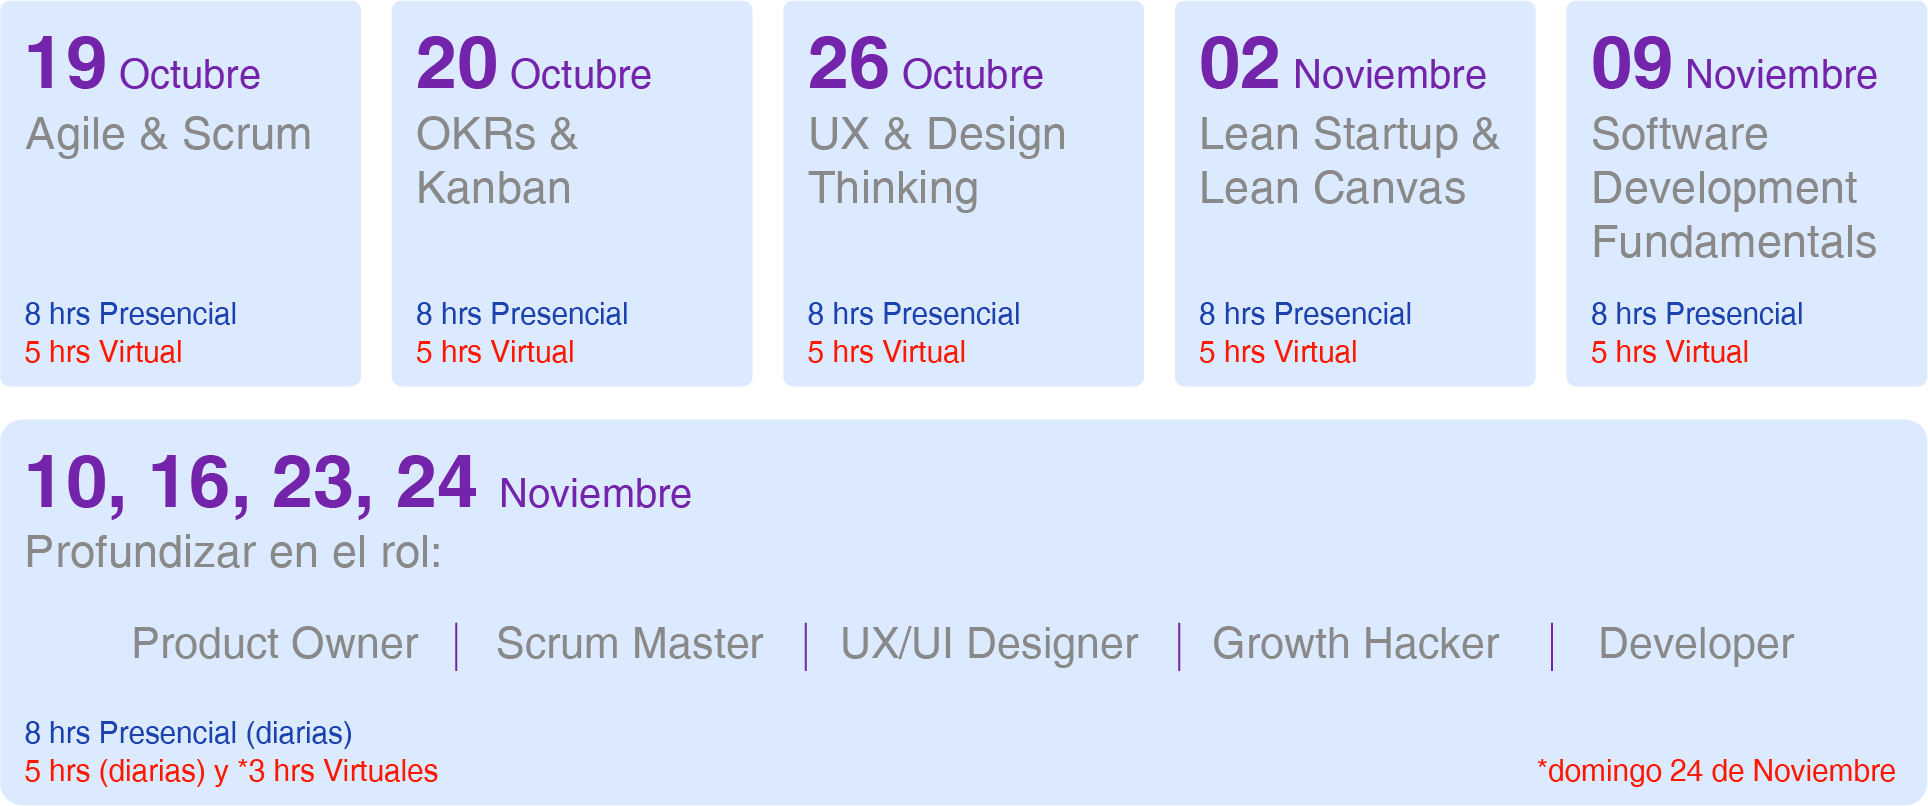 19 Octubre
Agile & Scrum
8 hrs Presencial
5 hrs Virtual
20 Octubre
OKRs &
Kanban
8 hrs Presencial
5 hrs Virtual
26 Octubre
UX & Design
Thinking
8 hrs Presencial
5 hrs Virtual
02 Noviembre
Lean Startup &
Lean Canvas
8 hrs Presencial
5 hrs Virtual
09 Noviembre
Software
Development
Fundamentals
8 hrs Presencial
5 hrs Virtual
10, 16, 23, 24 Noviembre
Profundizar en el rol:
Product Owner | Scrum Master | UX/UI Designer | Growth Hacker | Developer
8 hrs Presencial (diarias)
5 hrs (diarias) y *3 hrs Virtuales
*domingo 24 de Noviembre